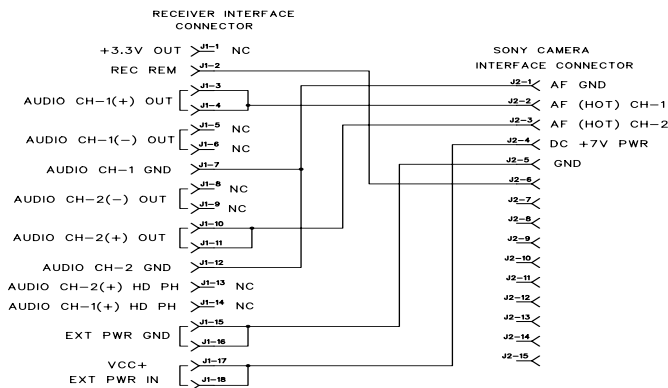 RECEIVER INTERFACE
CONNECTOR
+3.3V OUT J1-1 NC
REC REM J1-2
AUDIO CH-1(+) OUT J1-3
J1-4
AUDIO CH-1(-) OUT J1-5 NC
J1-6 NC
AUDIO CH-1 GND J1-7
AUDIO CH-2(-) OUT J1-8 NC
J1-9 NC
AUDIO CH-2(+) OUT J1-10
J1-11
AUDIO CH-2 GND J1-12
AUDIO CH-2(+) HD PH J1-13 NC
AUDIO CH-1(+) HD PH J1-14 NC
EXT PWR GND J1-15
J1-16
VCC+ J1-17
EXT PWR IN J1-18
SONY CAMERA
INTERFACE CONNECTOR
J2-1 AF GND
J2-2 AF (HOT) CH-1
J2-3 AF (HOT) CH-2
J2-4 DC +7V PWR
J2-5 GND
J2-6
J2-7
J2-8
J2-9
J2-10
J2-11
J2-12
J2-13
J2-14
J2-15